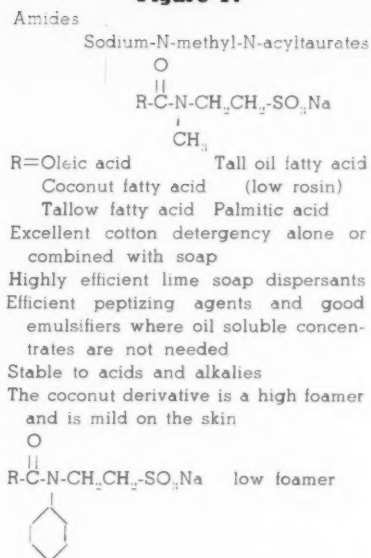 Figure 1.
Amides
Sodium-N-methyl-N-acyltaurates
O
||
R-C-N-CH₂CH₂-SO₃Na
CH₃
R=Oleic acid Tall oil fatty acid
Coconut fatty acid (low rosin)
Tallow fatty acid Palmitic acid
Excellent cotton detergency alone or
combined with soap
Highly efficient lime soap dispersants
Efficient peptizing agents and good
emulsifiers where oil soluble concen-
trates are not needed
Stable to acids and alkalies
The coconut derivative is a high foamer
and is mild on the skin
O
||
R-C-N-CH₂CH₂-SO₃Na low foamer